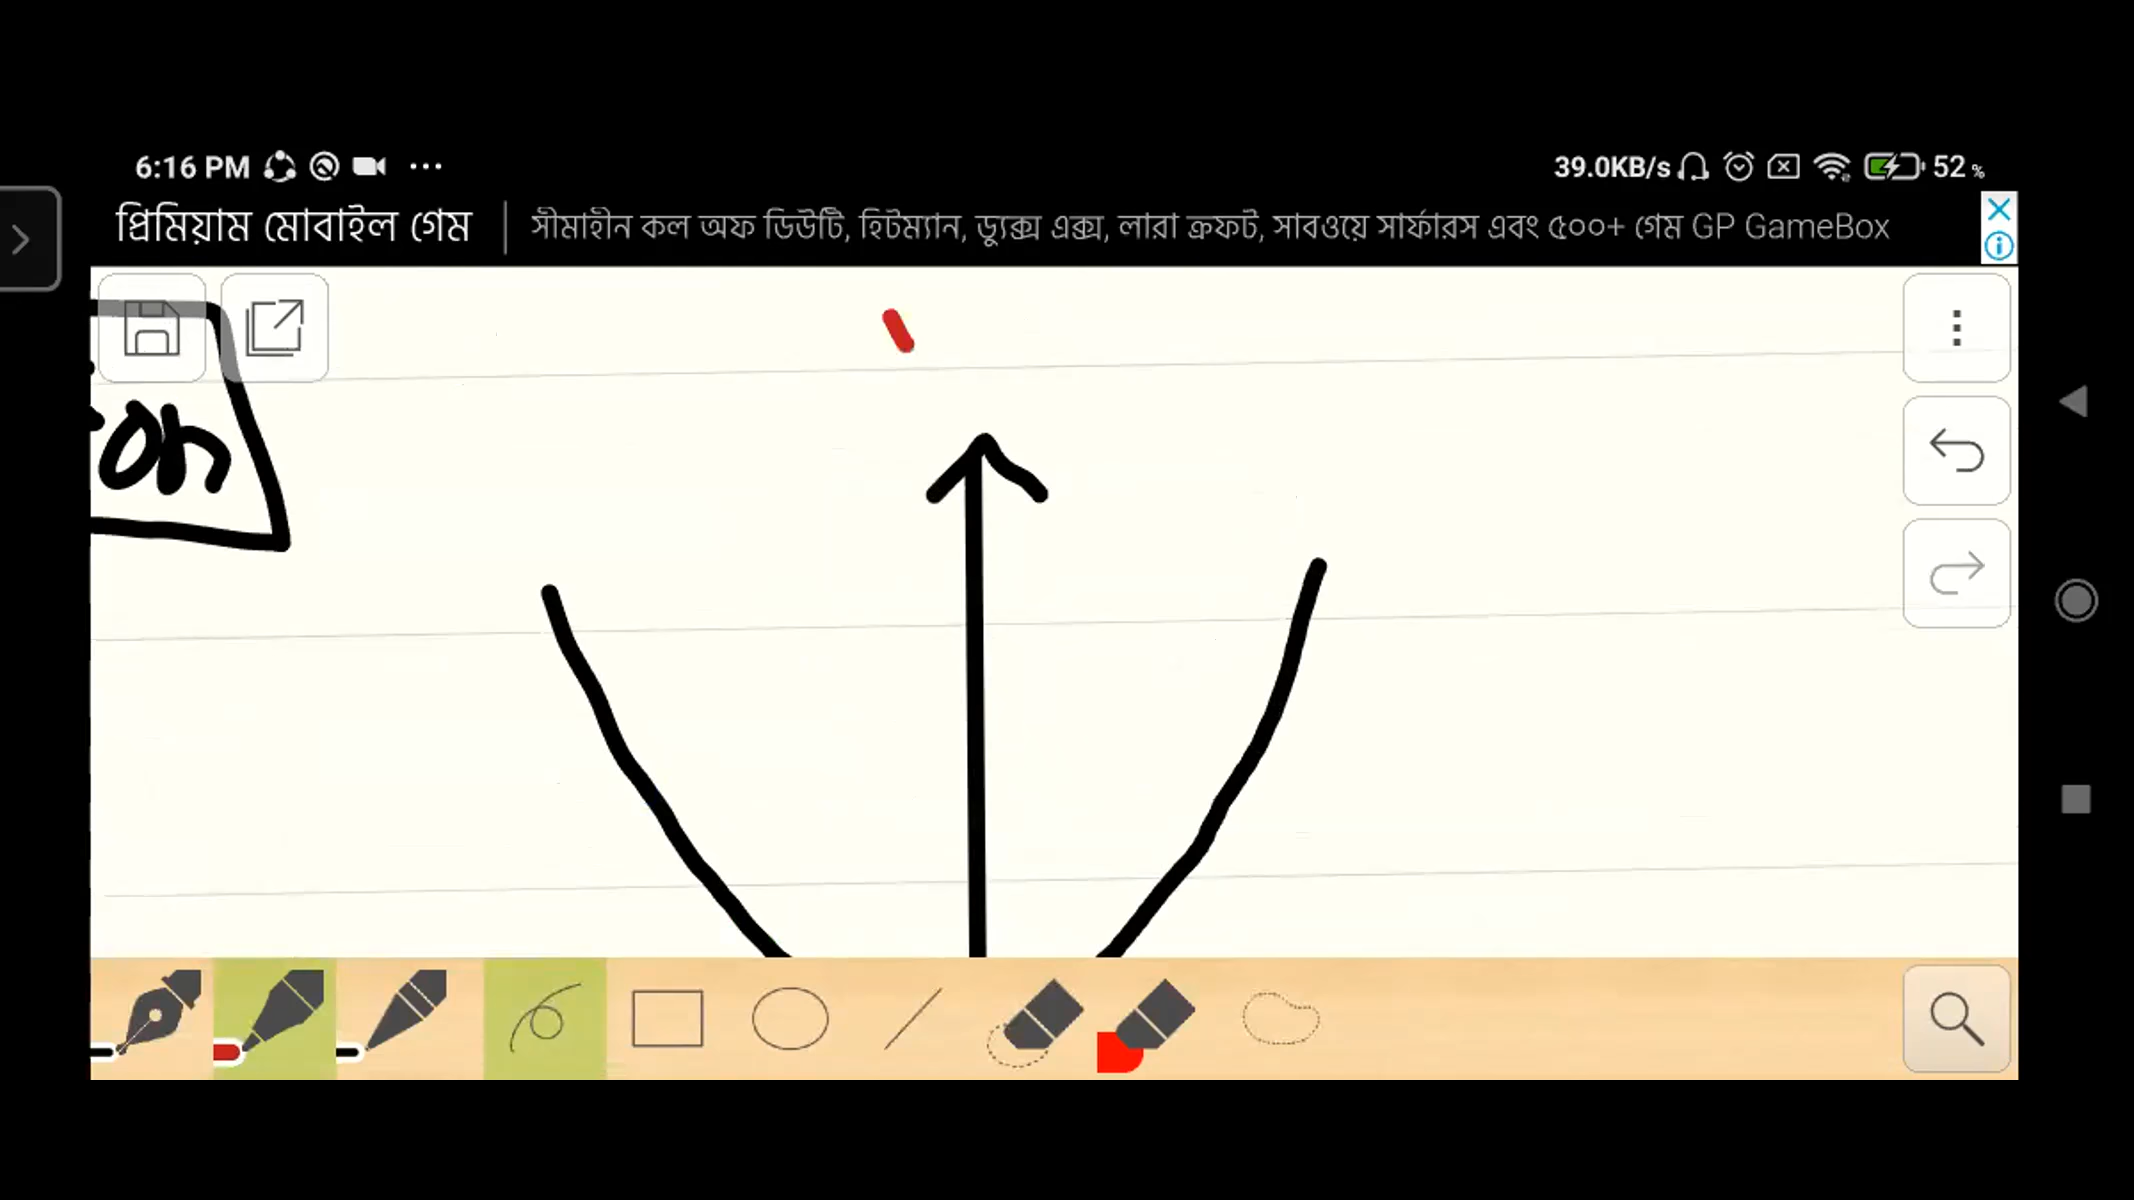 6:16 PM 39.0KB/s 52 %
প্রিমিয়াম মোবাইল গেম সীমাহীন কল অফ ডিউটি, হিটম্যান, ড্যুক্স এক্স, লারা ক্রফট, সাবওয়ে সার্ফারস এবং ৫০০+ গেম GP GameBox